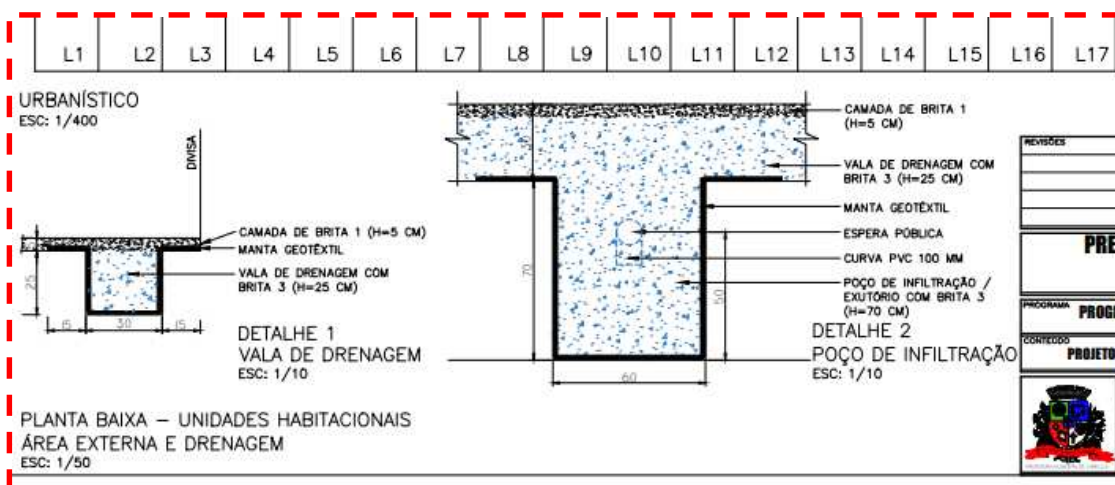 L1 L2 L3 L4 L5 L6 L7 L8 L9 L10 L11 L12 L13 L14 L15 L16 L17
URBANÍSTICO
ESC: 1/400
DIVISA
CAMADA DE BRITA 1 (H=5 CM)
MANTA GEOTÊXTIL
VALA DE DRENAGEM COM
BRITA 3 (H=25 CM)
25
15 30 15
DETALHE 1
VALA DE DRENAGEM
ESC: 1/10
CAMADA DE BRITA 1
(H=5 CM)
VALA DE DRENAGEM COM
BRITA 3 (H=25 CM)
MANTA GEOTÊXTIL
ESPERA PÚBLICA
CURVA PVC 100 MM
POÇO DE INFILTRAÇÃO /
EXUTÓRIO COM BRITA 3
(H=70 CM)
70
50
60
DETALHE 2
POÇO DE INFILTRAÇÃO
ESC: 1/10
PLANTA BAIXA – UNIDADES HABITACIONAIS
ÁREA EXTERNA E DRENAGEM
ESC: 1/50
REVISÕES
PRE
PROGRAMA
PROG
CONTEÚDO
PROJETO